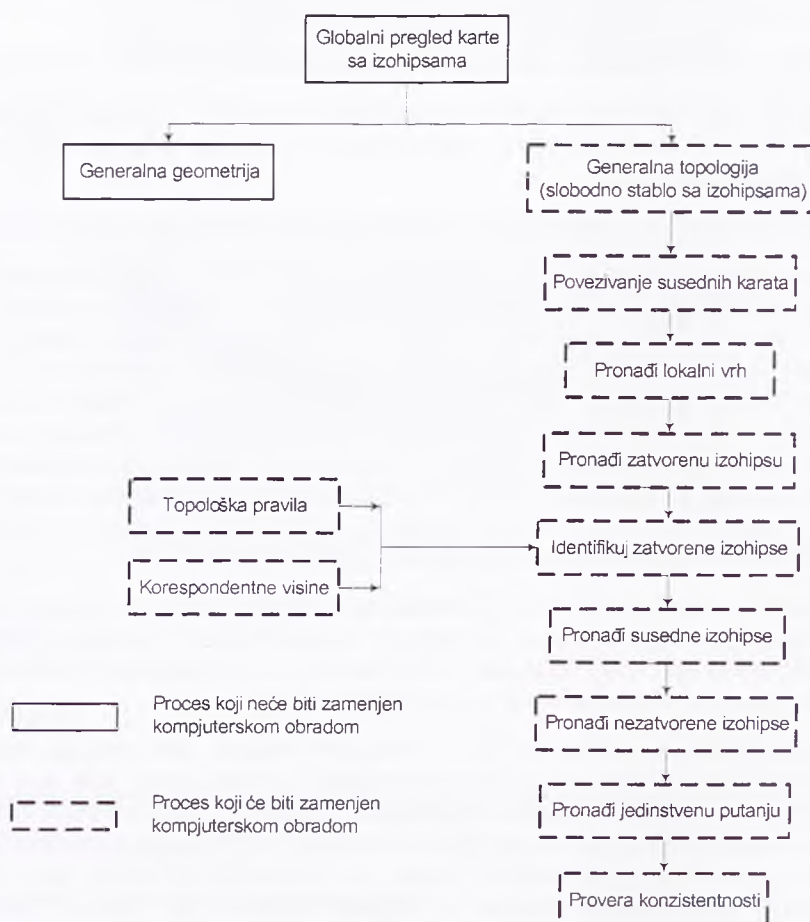 Globalni pregled karte
sa izohipsama
Generalna geometrija
Generalna topologija
(slobodno stablo sa izohipsama)
Povezivanje susednih karata
Pronađi lokalni vrh
Pronađi zatvorenu izohipsu
Topološka pravila
Identifikuj zatvorene izohipse
Korespondentne visine
Pronađi susedne izohipse
Proces koji neće biti zamenjen
kompjuterskom obradom
Pronađi nezatvorene izohipse
Proces koji će biti zamenjen
kompjuterskom obradom
Pronađi jedinstvenu putanju
Provera konzistentnosti